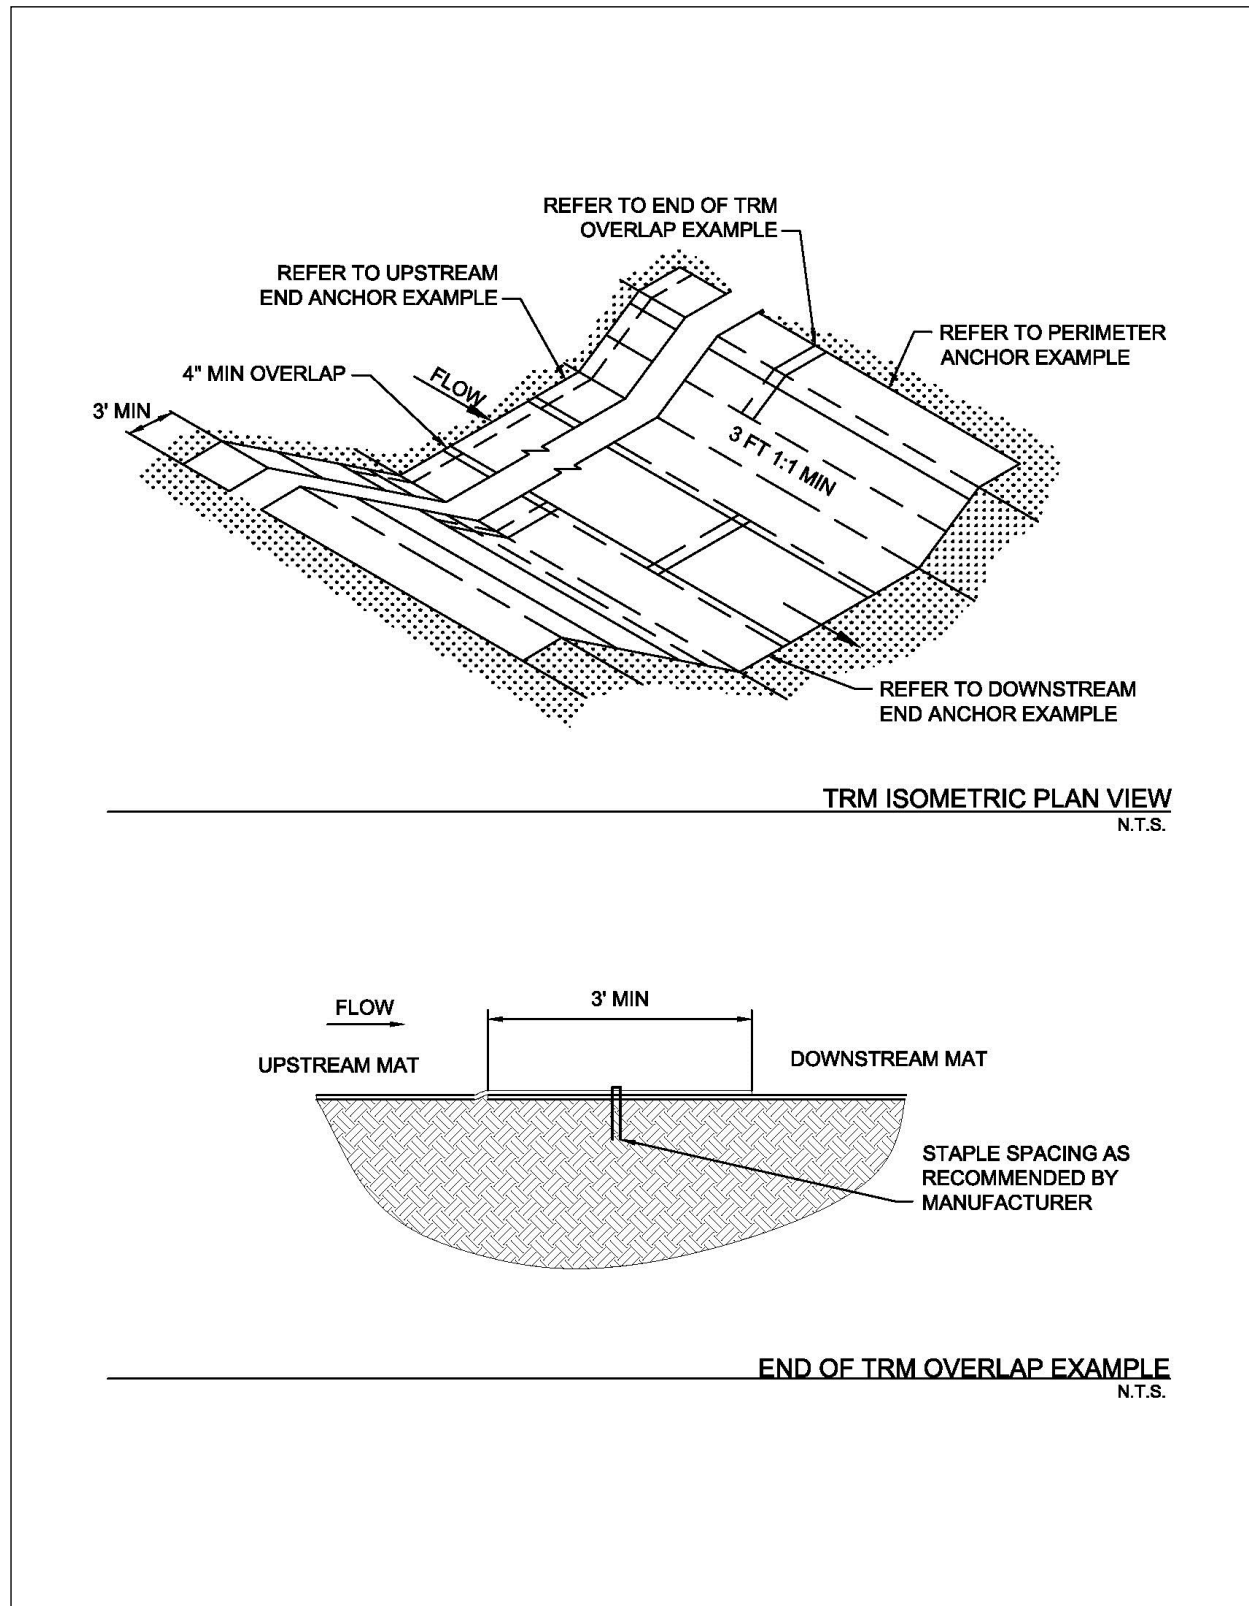 REFER TO END OF TRM
OVERLAP EXAMPLE
REFER TO UPSTREAM
END ANCHOR EXAMPLE
REFER TO PERIMETER
ANCHOR EXAMPLE
4" MIN OVERLAP
FLOW
3' MIN
3 FT 1:1 MIN
REFER TO DOWNSTREAM
END ANCHOR EXAMPLE
TRM ISOMETRIC PLAN VIEW
N.T.S.
FLOW
3' MIN
UPSTREAM MAT
DOWNSTREAM MAT
STAPLE SPACING AS
RECOMMENDED BY
MANUFACTURER
END OF TRM OVERLAP EXAMPLE
N.T.S.